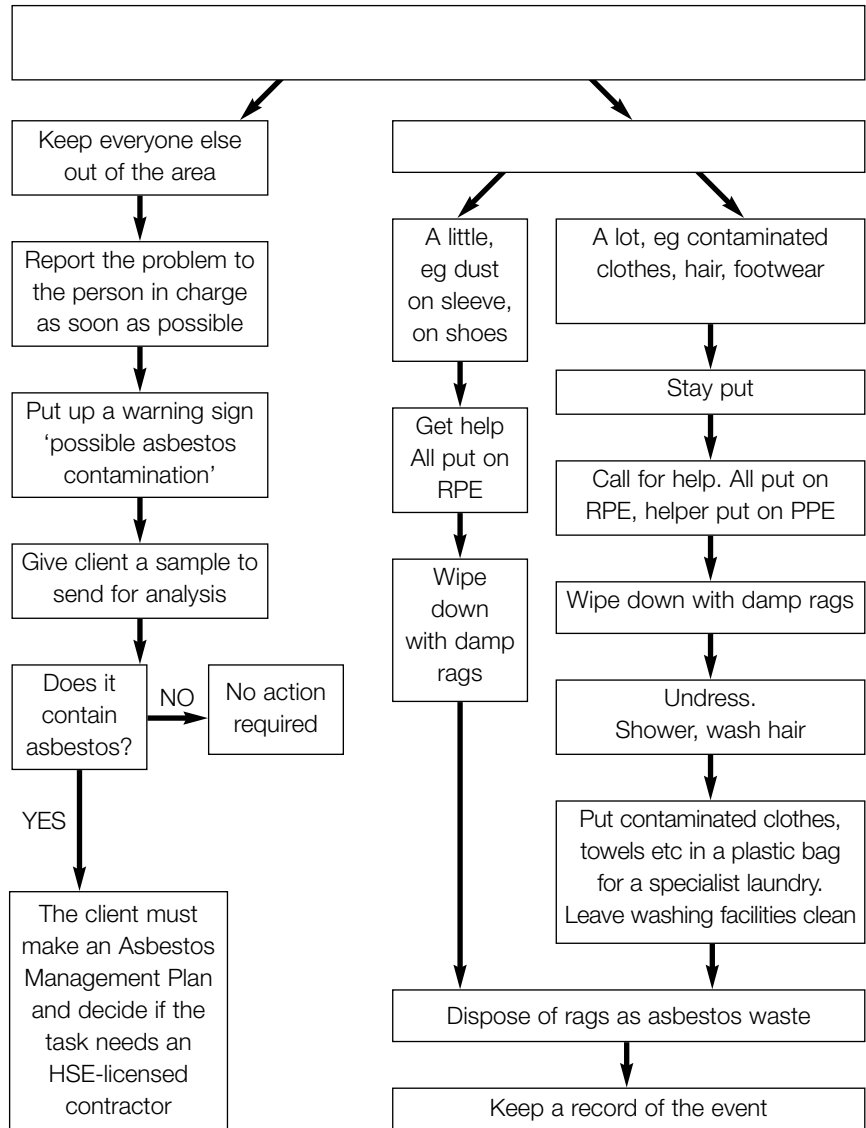 Keep everyone else
out of the area
Report the problem to
the person in charge
as soon as possible
Put up a warning sign
‘possible asbestos
contamination’
Give client a sample to
send for analysis
Does it
contain
asbestos?
NO
No action
required
YES
The client must
make an Asbestos
Management Plan
and decide if the
task needs an
HSE-licensed
contractor
A little,
eg dust
on sleeve,
on shoes
Get help
All put on
RPE
Wipe
down
with damp
rags
A lot, eg contaminated
clothes, hair, footwear
Stay put
Call for help. All put on
RPE, helper put on PPE
Wipe down with damp rags
Undress.
Shower, wash hair
Put contaminated clothes,
towels etc in a plastic bag
for a specialist laundry.
Leave washing facilities clean
Dispose of rags as asbestos waste
Keep a record of the event